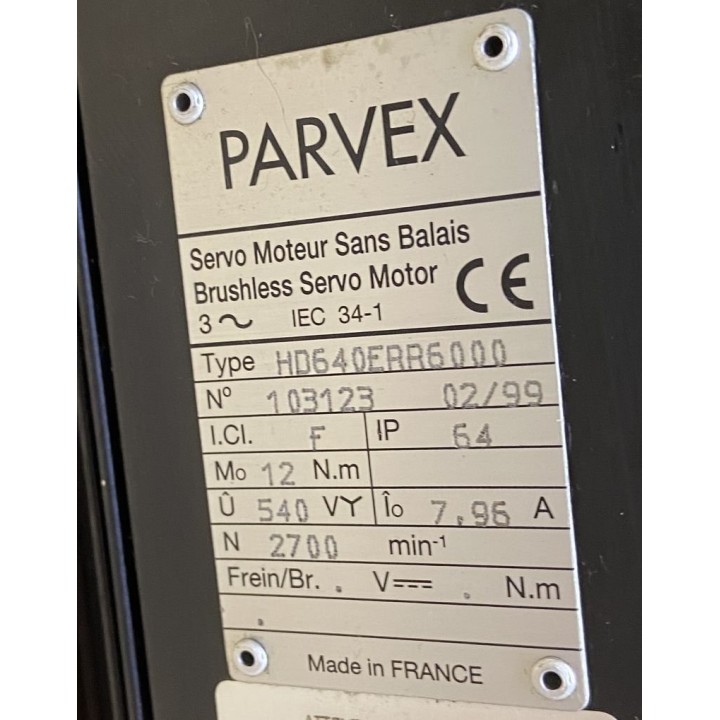 PARVEX
Servo Moteur Sans Balais
Brushless Servo Motor CE
3 ~ IEC 34-1
Type HD640ERR6000
N° 103123 02/99
I.Cl. F IP 64
Mo 12 N.m
Û 540 VY Îo 7,96 A
N 2700 min-1
Frein/Br. . V=== . N.m
.
Made in FRANCE